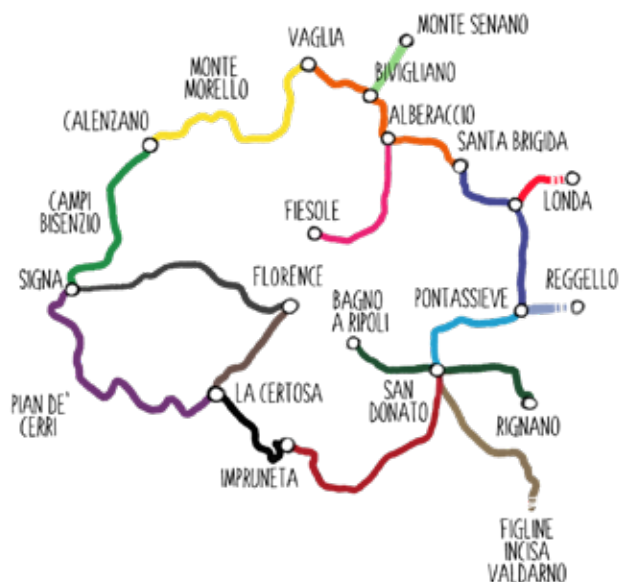 MONTE SENANO
VAGLIA
MONTE
MORELLO
BIVIGLIANO
CALENZANO
ALBERACCIO
SANTA BRIGIDA
CAMPI
BISENZIO
FIESOLE
LONDA
SIGNA
FLORENCE
BAGNO
A RIPOLI
PONTASSIEVE
REGGELLO
PIAN DE'
CERRI
LA CERTOSA
SAN
DONATO
RIGNANO
IMPRUNETA
FIGLINE
INCISA
VALDARNO